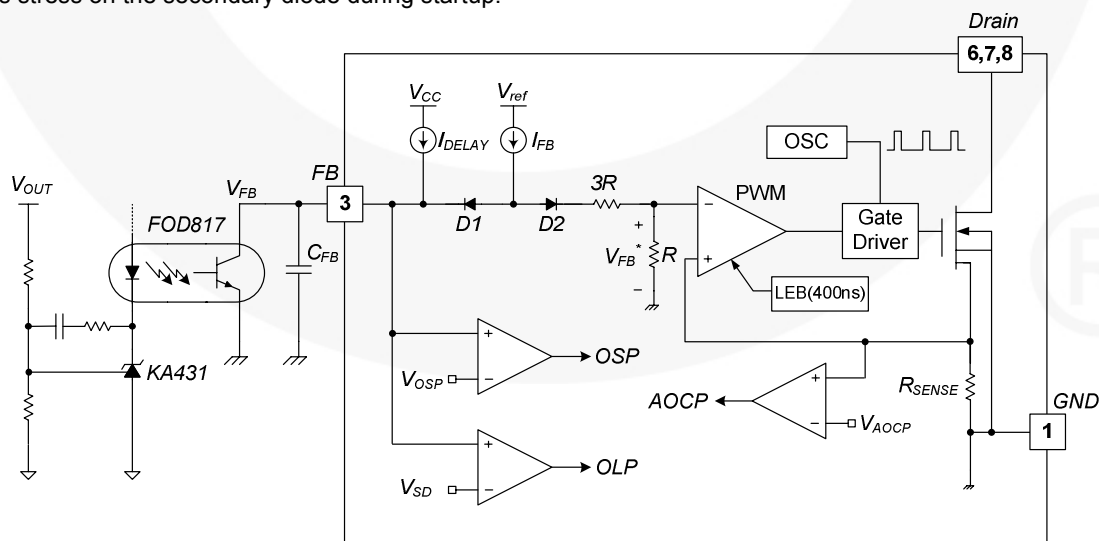 s stress on the secondary diode during startup.
Drain
6,7,8
VCC
Vref
IDELAY
IFB
OSC
FB
3R
PWM
VOUT
VFB
3
FOD817
D1
D2
−
Gate
Driver
CFB
+
VFB*
R
−
+
LEB(400ns)
+
OSP
VOSP
−
KA431
AOCP
+
−
VAOCP
RSENSE
GND
1
+
OLP
VSD
−
R